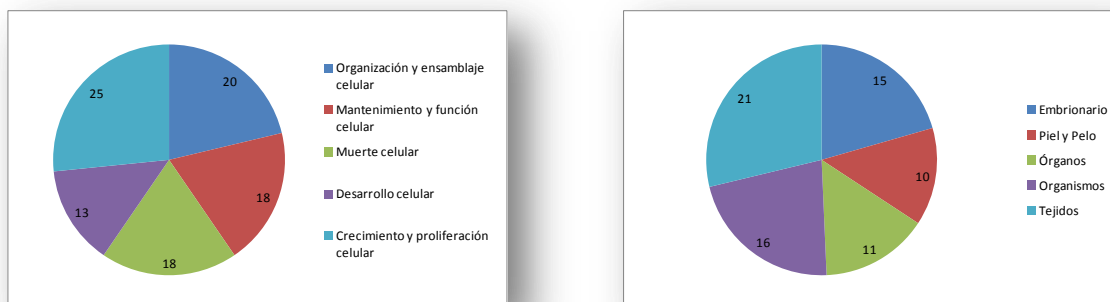 20
18
18
13
25
Organización y ensamblaje
celular
Mantenimiento y función
celular
Muerte celular
Desarrollo celular
Crecimiento y proliferación
celular
15
10
11
16
21
Embrionario
Piel y Pelo
Órganos
Organismos
Tejidos